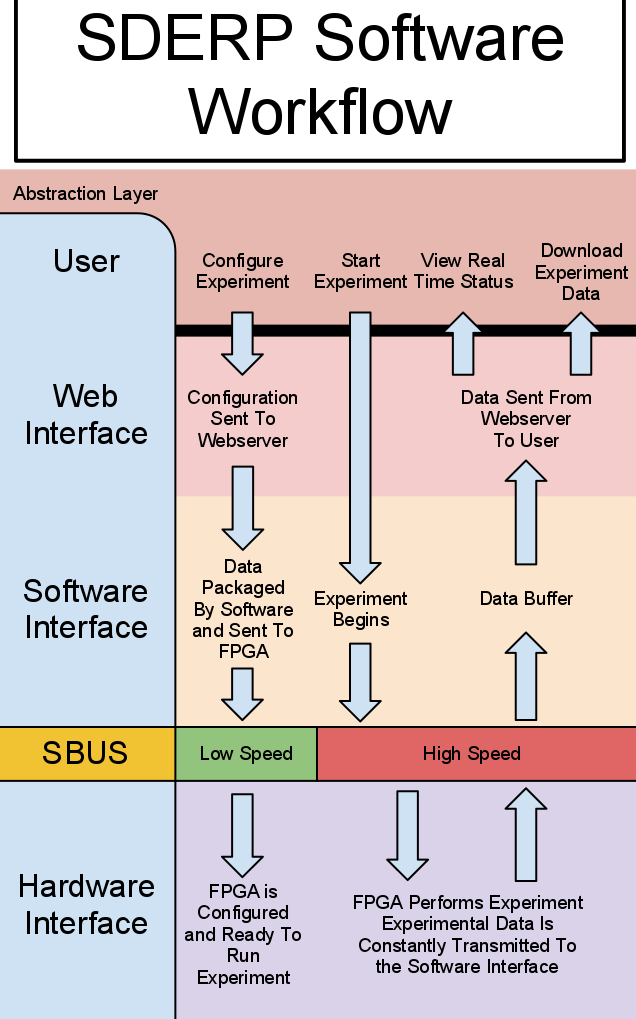 SDERP Software
Workflow
Abstraction Layer
User
Configure
Experiment
Start
Experiment
View Real
Time Status
Download
Experiment
Data
Web
Interface
Configuration
Sent To
Webserver
Data Sent From
Webserver
To User
Software
Interface
Data
Packaged
By Software
and Sent To
FPGA
Experiment
Begins
Data Buffer
SBUS
Low Speed
High Speed
Hardware
Interface
FPGA is
Configured
and Ready To
Run
Experiment
FPGA Performs Experiment
Experimental Data Is
Constantly Transmitted To
the Software Interface